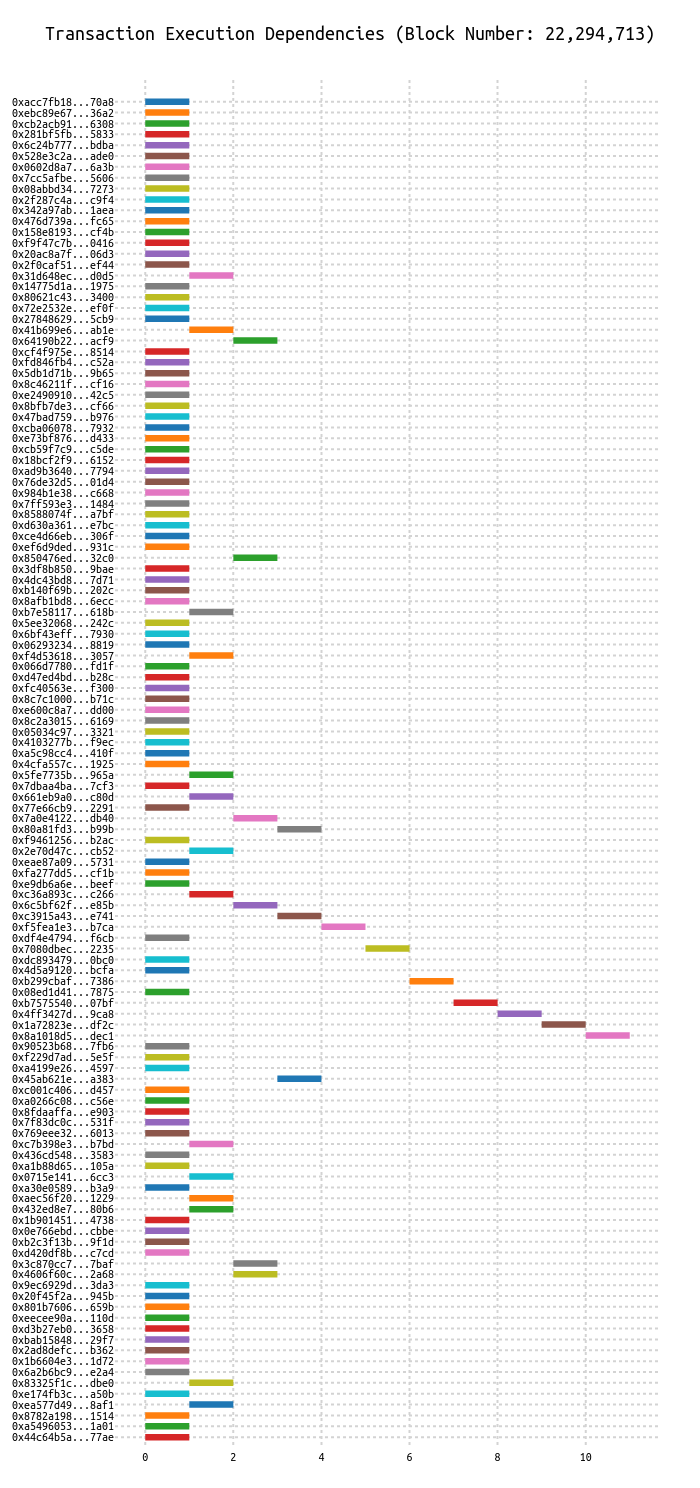 Transaction Execution Dependencies (Block Number: 22,294,713)
0xacc7fb18...70a8
0xebc89e67...36a2
0xcb2acb91...6308
0x281bf5fb...5833
0x6c24b777...bdba
0x528e3c2a...ade0
0x0602d8a7...6a3b
0x7cc5afbe...5606
0x08abbd34...7273
0x2f287c4a...c9f4
0x342a97ab...1aea
0x476d739a...fc65
0x158e8193...cf4b
0xf9f47c7b...0416
0x20ac8a7f...06d3
0x2f0caf51...ef44
0x31d648ec...d0d5
0x14775d1a...1975
0x80621c43...3400
0x72e2532e...ef0f
0x27848629...5cb9
0x41b699e6...ab1e
0x64190b22...acf9
0xcf4f975e...8514
0xfd846fb4...c52a
0x5db1d71b...9b65
0x8c46211f...cf16
0xe2490910...42c5
0x8bfb7de3...cf66
0x47bad759...b976
0xcba06078...7932
0xe73bf876...d433
0xcb59f7c9...c5de
0x18bcf2f9...6152
0xad9b3640...7794
0x76de32d5...01d4
0x984b1e38...c668
0x7ff593e3...1484
0x8588074f...a7bf
0xd630a361...e7bc
0xce4d66eb...306f
0xef6d9ded...931c
0x850476ed...32c0
0x3df8b850...9bae
0x4dc43bd8...7d71
0xb140f69b...202c
0x8afb1bd8...6ecc
0xb7e58117...618b
0x5ee32068...242c
0x6bf43eff...7930
0x06293234...8819
0xf4d53618...3057
0x066d7780...fd1f
0xd47ed4bd...b28c
0xfc40563e...f300
0x8c7c1000...b71c
0xe600c8a7...dd00
0x8c2a3015...6169
0x05034c97...3321
0x4103277b...f9ec
0xa5c98cc4...410f
0x4cfa557c...1925
0x5fe7735b...965a
0x7dbaa4ba...7cf3
0x661eb9a0...c80d
0x77e66cb9...2291
0x7a0e4122...db40
0x80a81fd3...b99b
0xf9461256...b2ac
0x2e70d47c...cb52
0xeae87a09...5731
0xfa277dd5...cf1b
0xe9db6a6e...beef
0xc36a893c...c266
0x6c5bf62f...e85b
0xc3915a43...e741
0xf5fea1e3...b7ca
0xdf4e4794...f6cb
0x7080dbec...2235
0xdc893479...0bc0
0x4d5a9120...bcfa
0xb299cbaf...7386
0x08ed1d41...7875
0xb7575540...07bf
0x4ff3427d...9ca8
0x1a72823e...df2c
0x8a1018d5...dec1
0x90523b68...7fb6
0xf229d7ad...5e5f
0xa4199e26...4597
0x45ab621e...a383
0xc001c406...d457
0xa0266c08...c56e
0x8fdaaffa...e903
0x7f83dc0c...531f
0x769eee32...6013
0xc7b398e3...b7bd
0x436cd548...3583
0xa1b88d65...105a
0x0715e141...6cc3
0xa30e0589...b3a9
0xaec56f20...1229
0x432ed8e7...80b6
0x1b901451...4738
0x0e766ebd...cbbe
0xb2c3f13b...9f1d
0xd420df8b...c7cd
0x3c870cc7...7baf
0x4606f60c...2a68
0x9ec6929d...3da3
0x20f45f2a...945b
0x801b7606...659b
0xeecee90a...110d
0xd3b27eb0...3658
0xbab15848...29f7
0x2ad8defc...b362
0x1b6604e3...1d72
0x6a2b6bc9...e2a4
0x83325f1c...dbe0
0xe174fb3c...a50b
0xea577d49...8af1
0x8782a198...1514
0xa5496053...1a01
0x44c64b5a...77ae
0 2 4 6 8 10